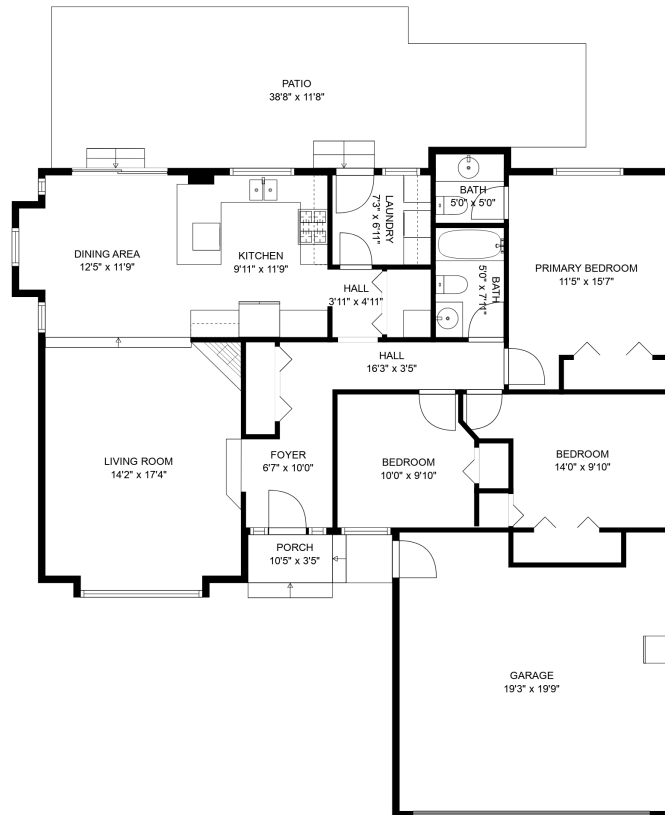 PATIO
38'8" x 11'8"
BATH
5'0" x 5'0"
LAUNDRY
7'3" x 6'11"
DINING AREA
12'5" x 11'9"
KITCHEN
9'11" x 11'9"
PRIMARY BEDROOM
11'5" x 15'7"
BATH
5'0" x 7'11"
HALL
3'11" x 4'11"
HALL
16'3" x 3'5"
LIVING ROOM
14'2" x 17'4"
FOYER
6'7" x 10'0"
BEDROOM
10'0" x 9'10"
BEDROOM
14'0" x 9'10"
PORCH
10'5" x 3'5"
GARAGE
19'3" x 19'9"